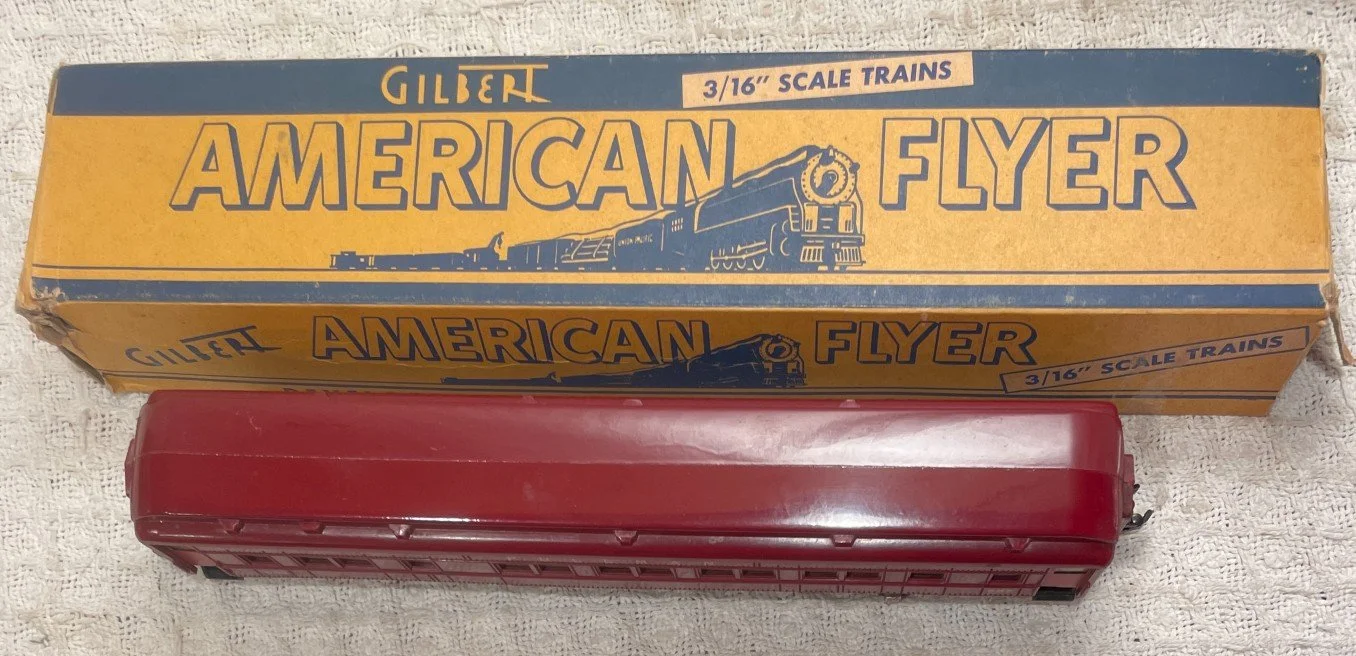 GILBERT
3/16" SCALE TRAINS
AMERICAN FLYER
UNION PACIFIC
GILBERT AMERICAN FLYER
3/16" SCALE TRAINS